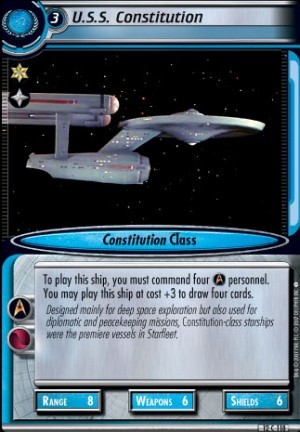 3 U.S.S. Constitution
Constitution Class
To play this ship, you must command four A personnel.
You may play this ship at cost +3 to draw four cards.
Designed mainly for deep space exploration but also used for
diplomatic and peacekeeping missions, Constitution-class starships
were the premiere vessels in Starfleet.
RANGE 8 WEAPONS 6 SHIELDS 6